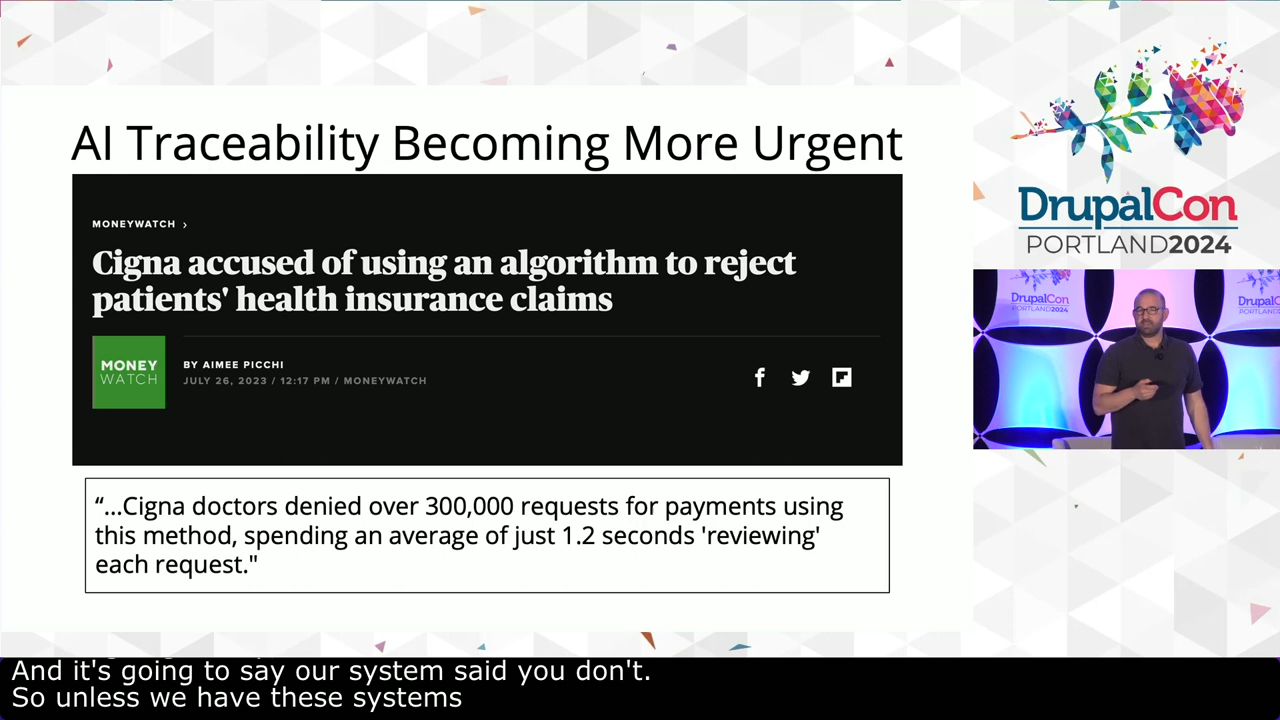 AI Traceability Becoming More Urgent
MONEYWATCH ›
Cigna accused of using an algorithm to reject
patients' health insurance claims
MONEY
WATCH
BY AIMEE PICCHI
JULY 26, 2023 / 12:17 PM / MONEYWATCH
“...Cigna doctors denied over 300,000 requests for payments using
this method, spending an average of just 1.2 seconds 'reviewing'
each request."
DrupalCon
PORTLAND2024
DrupalCon
PORTLAND2024
DrupalCon
And it's going to say our system said you don't.
So unless we have these systems